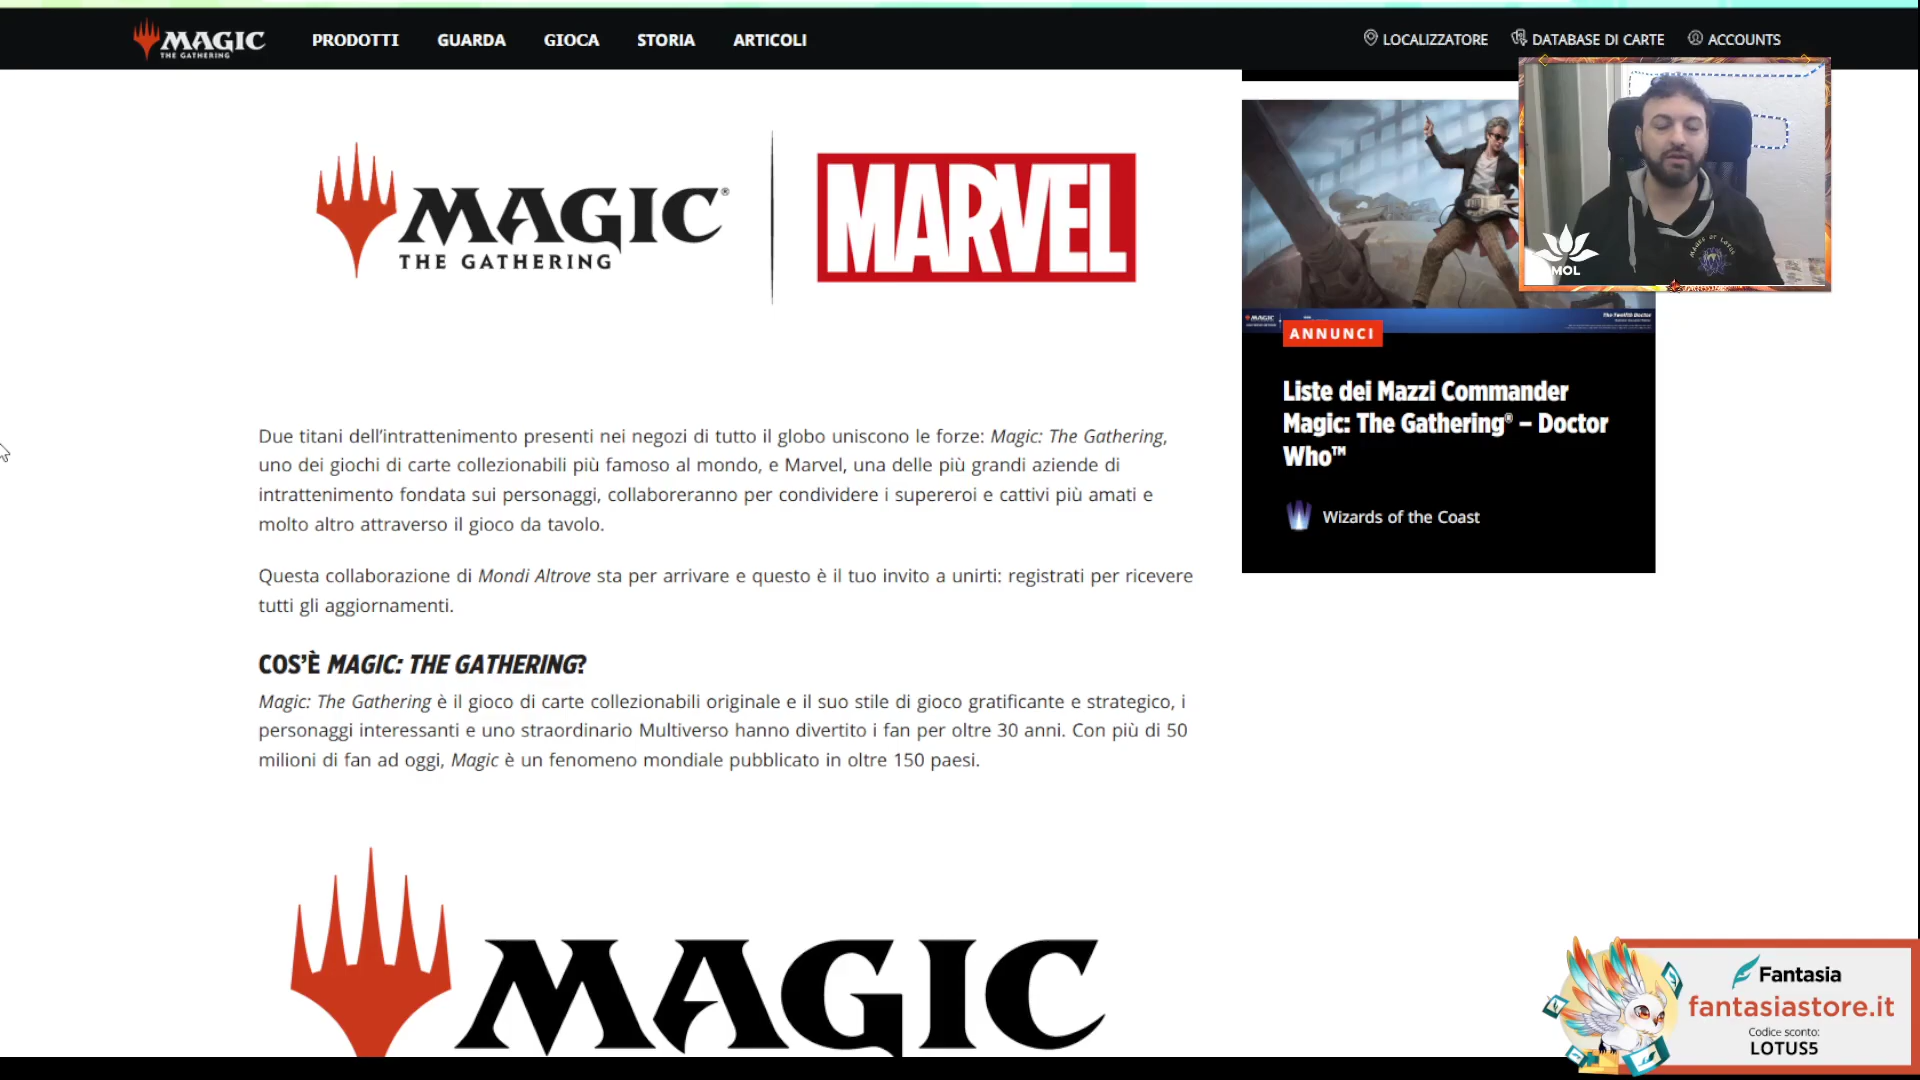 MAGIC
THE GATHERING
PRODOTTI
GUARDA
GIOCA
STORIA
ARTICOLI
LOCALIZZATORE
DATABASE DI CARTE
ACCOUNTS
MAGIC®
THE GATHERING
MARVEL
Due titani dell’intrattenimento presenti nei negozi di tutto il globo uniscono le forze: Magic: The Gathering,
uno dei giochi di carte collezionabili più famoso al mondo, e Marvel, una delle più grandi aziende di
intrattenimento fondata sui personaggi, collaboreranno per condividere i supereroi e cattivi più amati e
molto altro attraverso il gioco da tavolo.
Questa collaborazione di Mondi Altrove sta per arrivare e questo è il tuo invito a unirti: registrati per ricevere
tutti gli aggiornamenti.
COS’È MAGIC: THE GATHERING?
Magic: The Gathering è il gioco di carte collezionabili originale e il suo stile di gioco gratificante e strategico, i
personaggi interessanti e uno straordinario Multiverso hanno divertito i fan per oltre 30 anni. Con più di 50
milioni di fan ad oggi, Magic è un fenomeno mondiale pubblicato in oltre 150 paesi.
MAGIC
MOL
MAGES OF LOTUS
MAGIC
The Twelfth Doctor
ANNUNCI
Liste dei Mazzi Commander
Magic: The Gathering® – Doctor
Who™
Wizards of the Coast
Fantasia
fantasiastore.it
Codice sconto:
LOTUS5